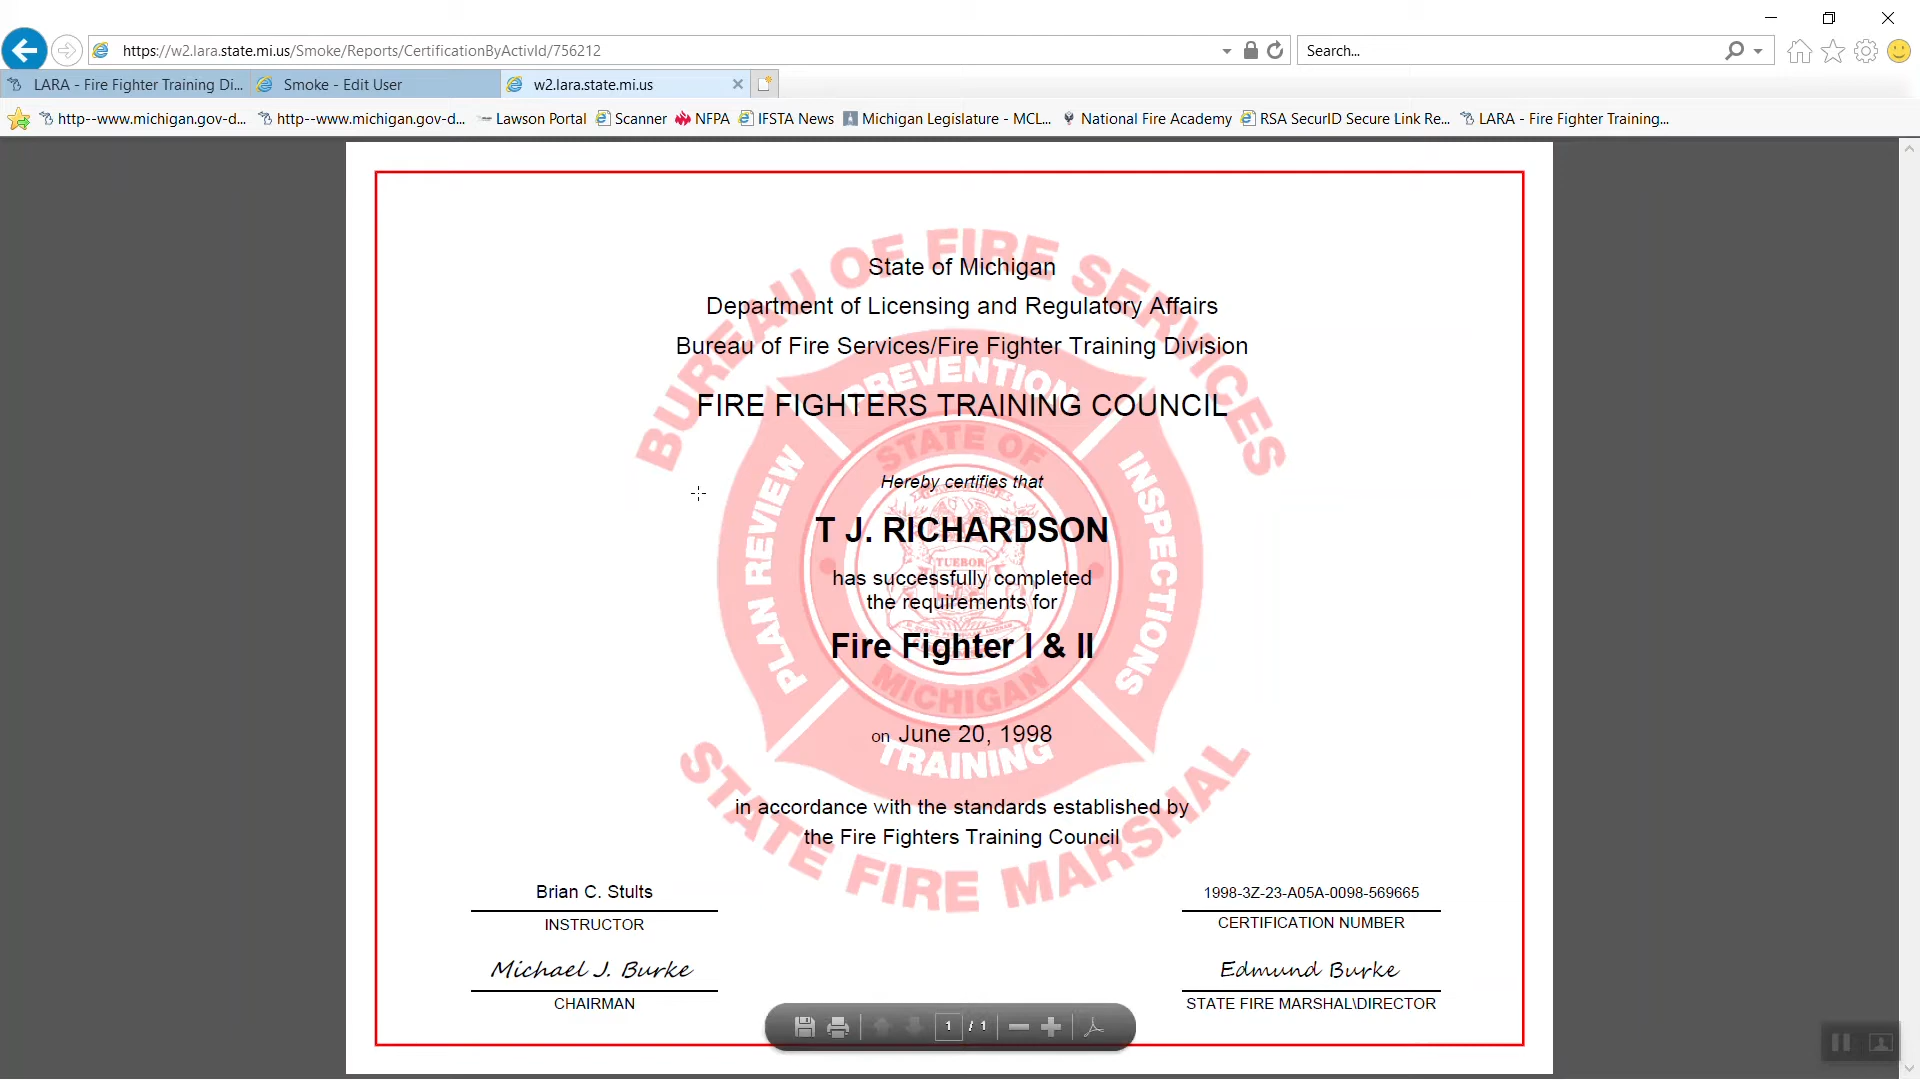 https://w2.lara.state.mi.us/Smoke/Reports/CertificationByActivId/756212
Search...
LARA - Fire Fighter Training Di...
Smoke - Edit User
w2.lara.state.mi.us
http--www.michigan.gov-d...
http--www.michigan.gov-d...
Lawson Portal
Scanner
NFPA
IFSTA News
Michigan Legislature - MCL...
National Fire Academy
RSA SecurID Secure Link Re...
LARA - Fire Fighter Training...
BUREAU OF FIRE SERVICES
State of Michigan
Department of Licensing and Regulatory Affairs
Bureau of Fire Services/Fire Fighter Training Division
PREVENTION
FIRE FIGHTERS TRAINING COUNCIL
STATE OF
PLAN REVIEW
INSPECTIONS
Hereby certifies that
T J. RICHARDSON
TUEBOR
has successfully completed
the requirements for
Fire Fighter I & II
MICHIGAN
on June 20, 1998
TRAINING
in accordance with the standards established by
the Fire Fighters Training Council
STATE FIRE MARSHAL
Brian C. Stults
INSTRUCTOR
1998-3Z-23-A05A-0098-569665
CERTIFICATION NUMBER
Michael J. Burke
CHAIRMAN
Edmund Burke
STATE FIRE MARSHAL\DIRECTOR
1 / 1